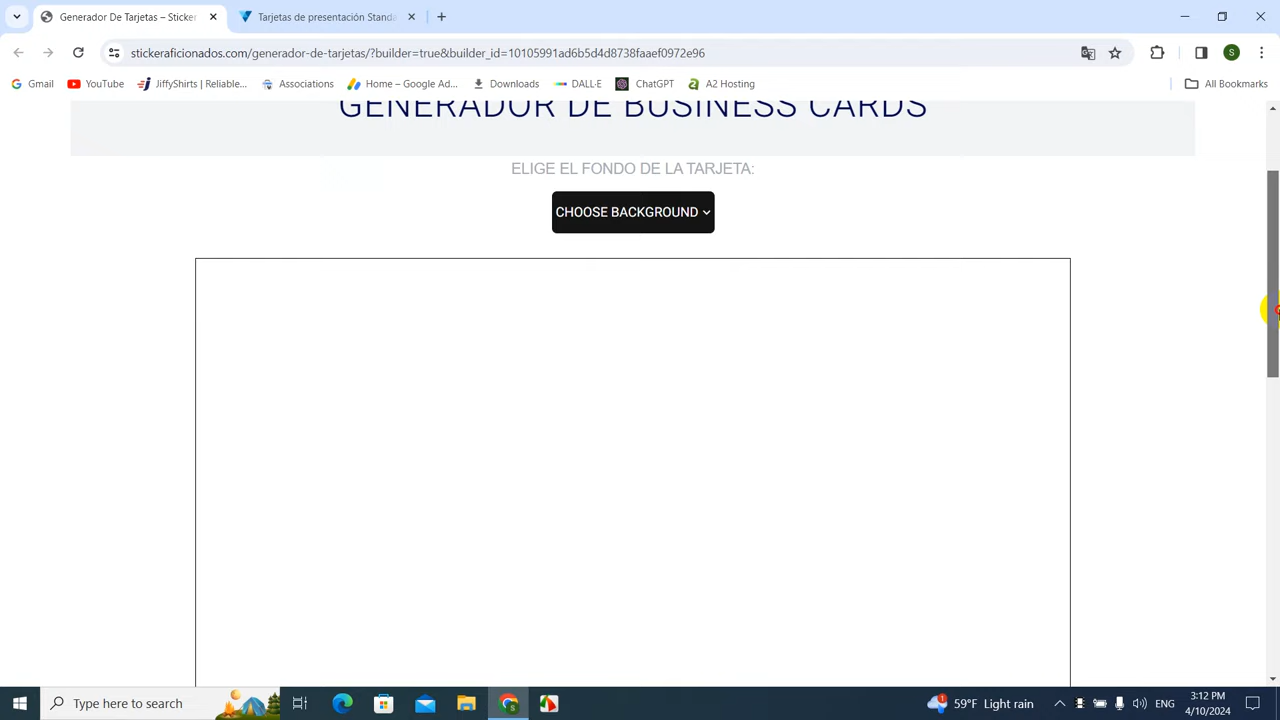 Generador De Tarjetas – Sticker
Tarjetas de presentación Standa
stickeraficionados.com/generador-de-tarjetas/?builder=true&builder_id=10105991ad6b5d4d8738faaef0972e96
S
Gmail
YouTube
JiffyShirts | Reliable...
Associations
Home – Google Ad...
Downloads
DALL·E
ChatGPT
A2 Hosting
All Bookmarks
GENERADOR DE BUSINESS CARDS
ELIGE EL FONDO DE LA TARJETA:
CHOOSE BACKGROUND
Type here to search
1
59°F Light rain
ENG
3:12 PM
4/10/2024